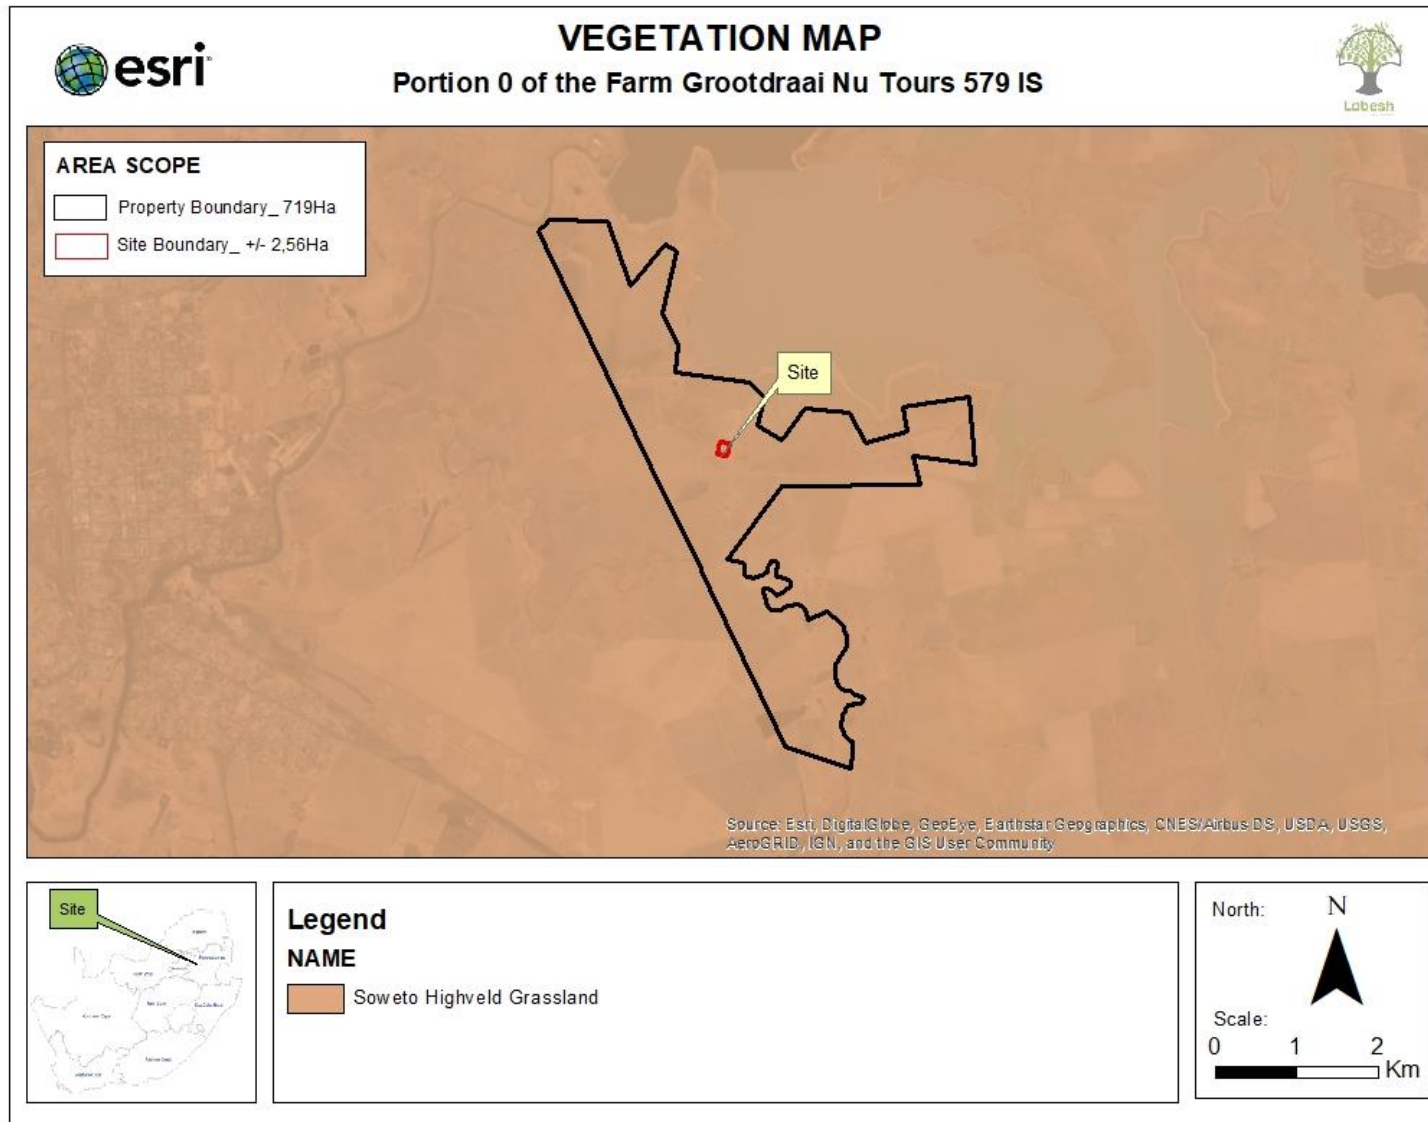 esri
VEGETATION MAP
Portion 0 of the Farm Grootdraai Nu Tours 579 IS
Labesh
AREA SCOPE
Property Boundary_ 719Ha
Site Boundary_ +/- 2,56Ha
Site
Source: Esri, DigitalGlobe, GeoEye, Earthstar Geographics, CNES/Airbus DS, USDA, USGS,
AeroGRID, IGN, and the GIS User Community
Site
Legend
NAME
Soweto Highveld Grassland
North:
N
Scale:
0 1 2
Km